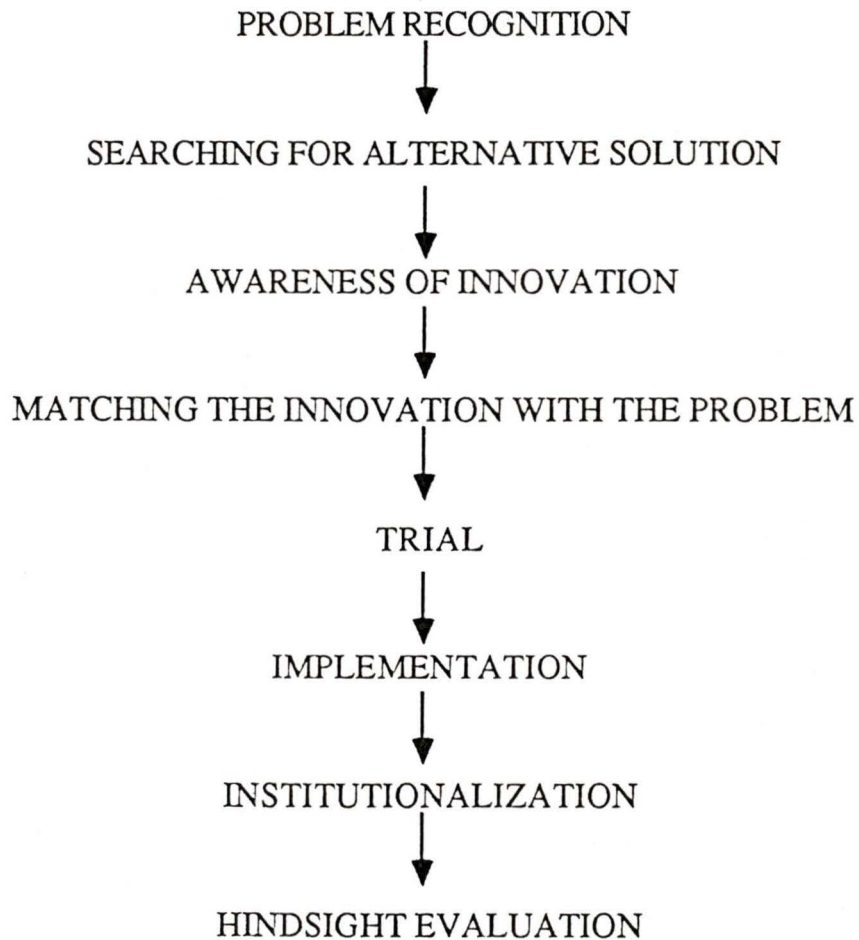 PROBLEM RECOGNITION
SEARCHING FOR ALTERNATIVE SOLUTION
AWARENESS OF INNOVATION
MATCHING THE INNOVATION WITH THE PROBLEM
TRIAL
IMPLEMENTATION
INSTITUTIONALIZATION
HINDSIGHT EVALUATION